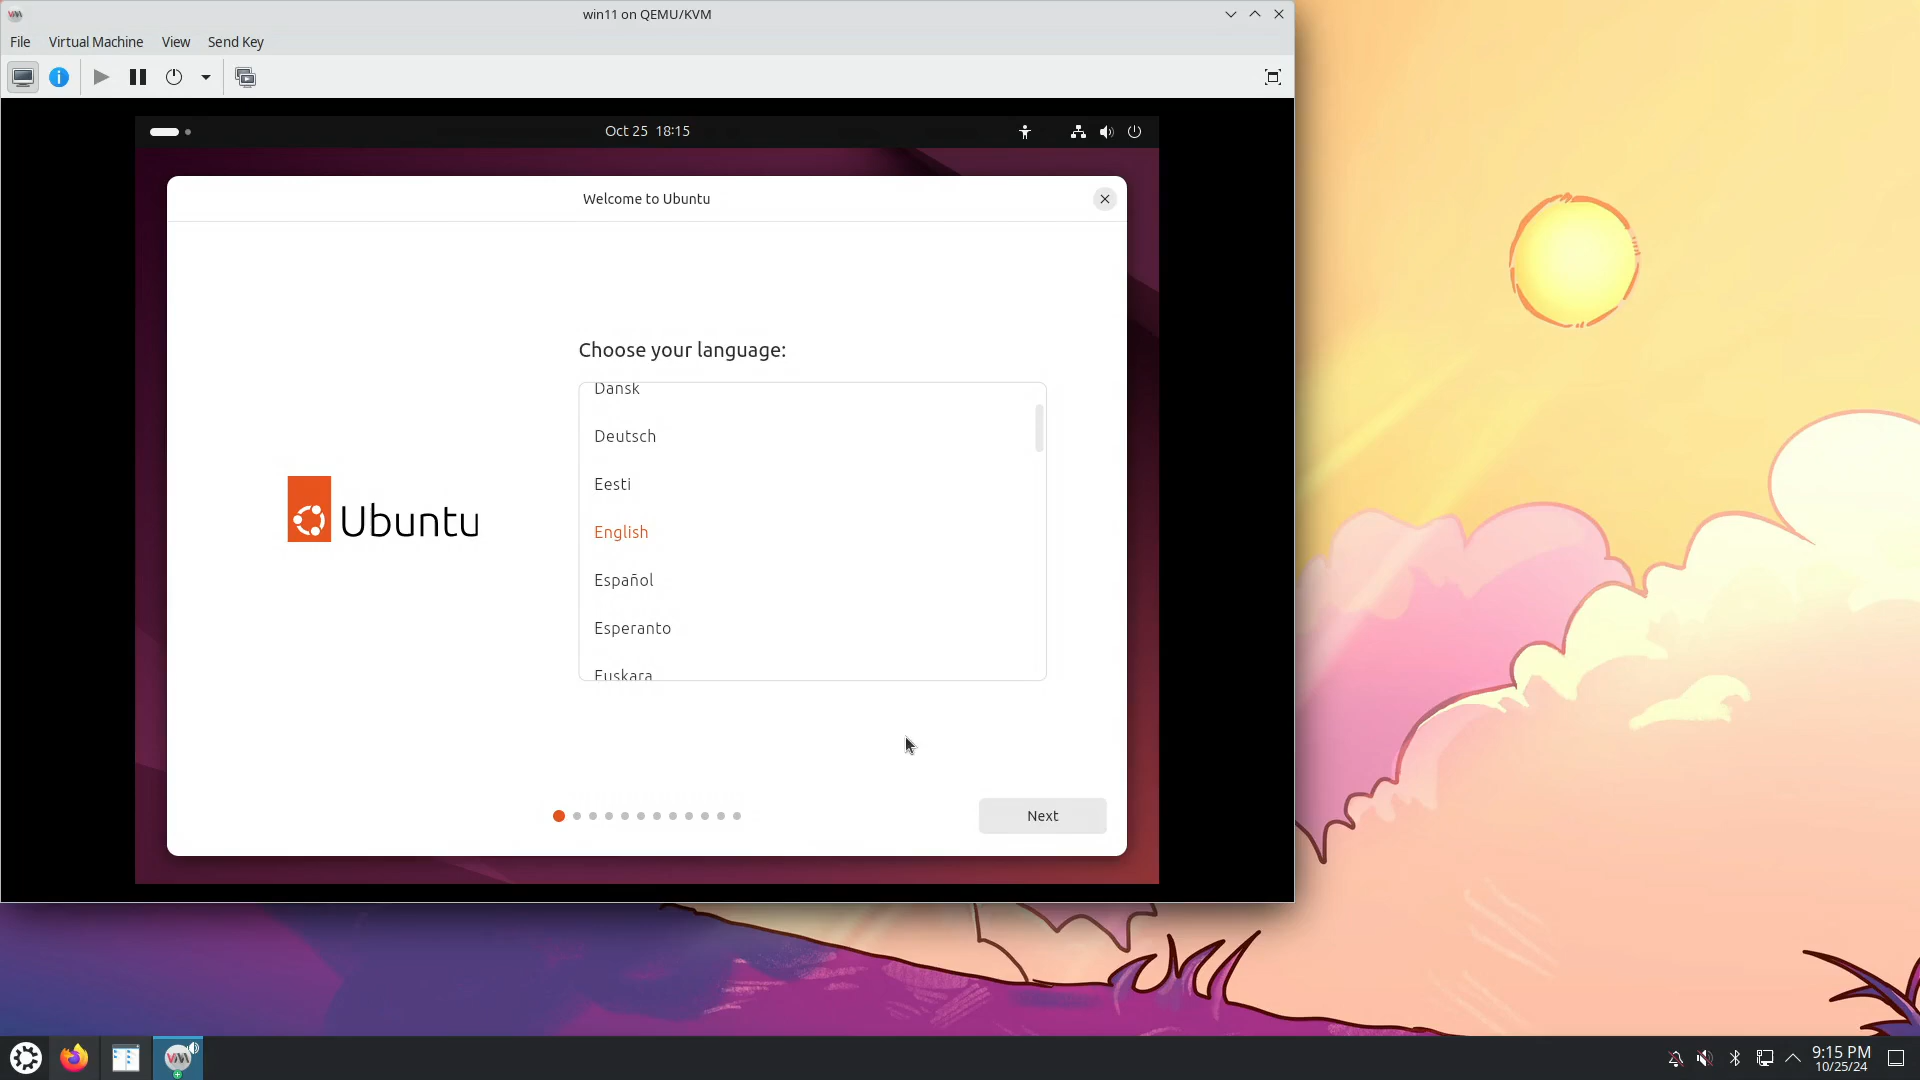 win11 on QEMU/KVM
File Virtual Machine View Send Key
Oct 25 18:15
Welcome to Ubuntu
Choose your language:
Dansk
Deutsch
Eesti
English
Español
Esperanto
Euskara
Ubuntu
Next
9:15 PM
10/25/24